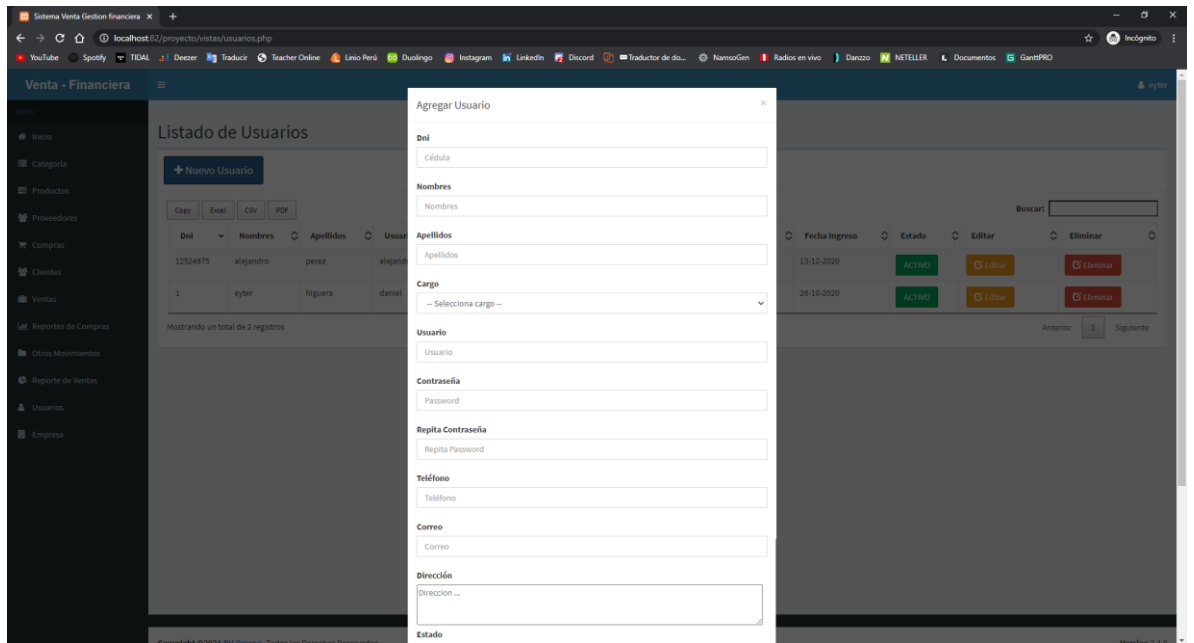 Sistema Venta Gestion financiera
localhost:82/proyecto/vistas/usuarios.php
Incógnito
YouTube Spotify TIDAL Deezer Traducir Teacher Online Linio Perú Duolingo Instagram LinkedIn Discord Traductor de do... NamsoGen Radios en vivo Danzzo NETELLER Documentos GanttPRO
Venta - Financiera
eyter
Inicio
Categoría
Productos
Proveedores
Compras
Clientes
Ventas
Reportes de Compras
Otros Movimientos
Reporte de Ventas
Usuarios
Empresa
Listado de Usuarios
Nuevo Usuario
Copy Excel CSV PDF
Buscar:
Dni Nombres Apellidos Usuar Fecha Ingreso Estado Editar Eliminar
12524875 alejandro perez alejand 13-12-2020 ACTIVO Editar Eliminar
1 eyter higuera daniel 26-10-2020 ACTIVO Editar Eliminar
Mostrando un total de 2 registros
Anterior 1 Siguiente
Agregar Usuario
Dni
Cédula
Nombres
Nombres
Apellidos
Apellidos
Cargo
-- Selecciona cargo --
Usuario
Usuario
Contraseña
Password
Repita Contraseña
Repita Password
Teléfono
Teléfono
Correo
Correo
Dirección
Direccion ...
Estado